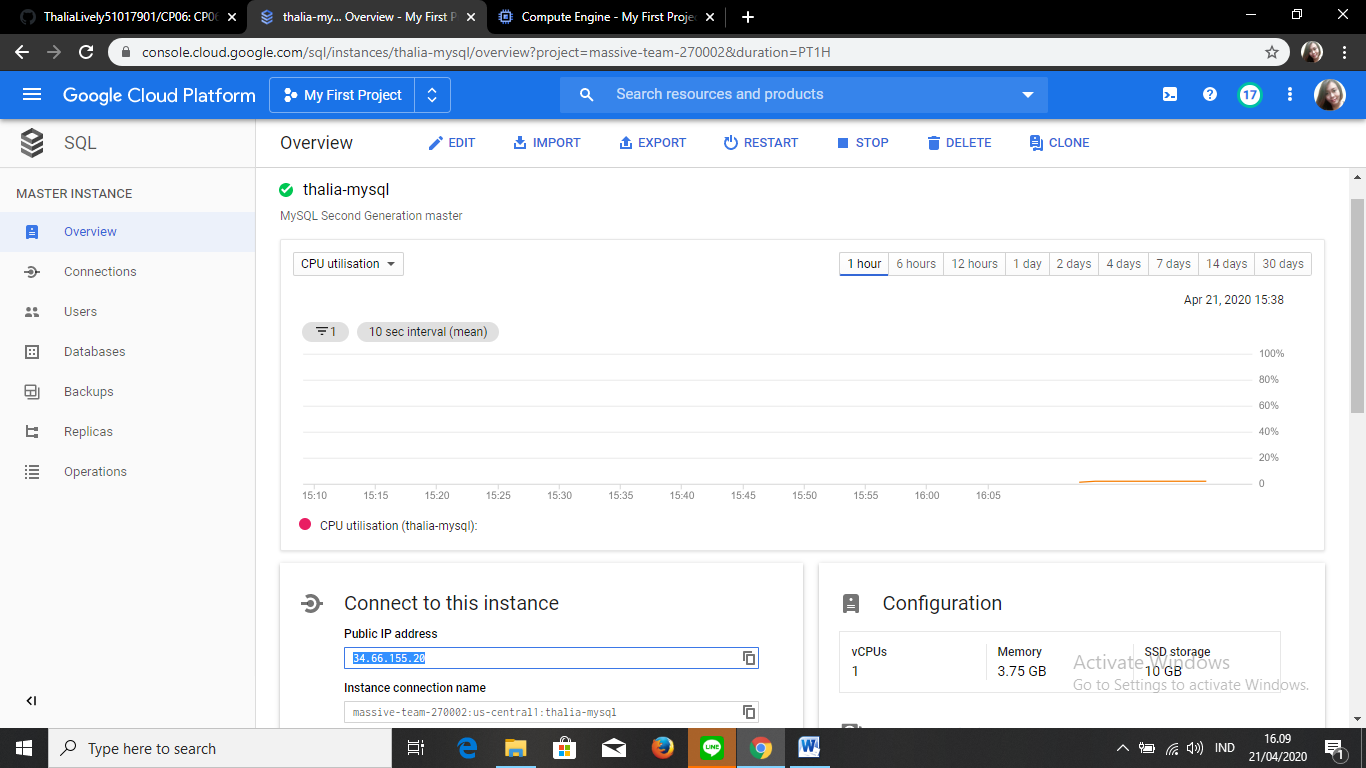 ThaliaLively51017901/CP06: CP06
thalia-my... Overview - My First P
Compute Engine - My First Projec
console.cloud.google.com/sql/instances/thalia-mysql/overview?project=massive-team-270002&duration=PT1H
Google Cloud Platform
My First Project
Search resources and products
17
SQL
Overview
EDIT
IMPORT
EXPORT
RESTART
STOP
DELETE
CLONE
MASTER INSTANCE
Overview
Connections
Users
Databases
Backups
Replicas
Operations
thalia-mysql
MySQL Second Generation master
CPU utilisation
1 hour 6 hours 12 hours 1 day 2 days 4 days 7 days 14 days 30 days
Apr 21, 2020 15:38
1
10 sec interval (mean)
100%
80%
60%
40%
20%
0
15:10 15:15 15:20 15:25 15:30 15:35 15:40 15:45 15:50 15:55 16:00 16:05
CPU utilisation (thalia-mysql):
Connect to this instance
Public IP address
34.66.155.20
Instance connection name
massive-team-270002:us-central1:thalia-mysql
Configuration
vCPUs
1
Memory
3.75 GB
SSD storage
10 GB
Activate Windows
Go to Settings to activate Windows.
Type here to search
LINE
IND
16.09
21/04/2020
1